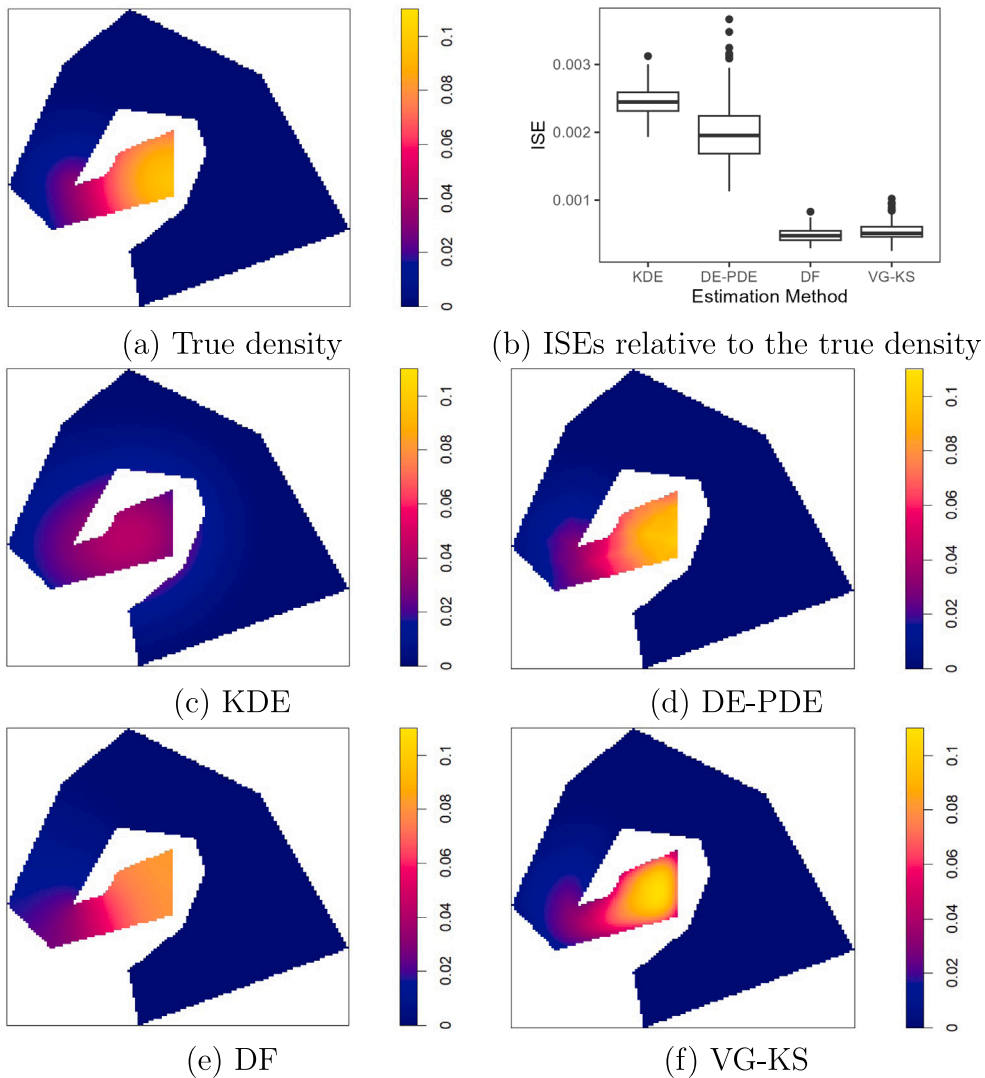 0 0.02 0.04 0.06 0.08 0.1
(a) True density
ISE
0.003
0.002
0.001
KDE DE-PDE DF VG-KS
Estimation Method
(b) ISEs relative to the true density
0 0.02 0.04 0.06 0.08 0.1
(c) KDE
0 0.02 0.04 0.06 0.08 0.1
(d) DE-PDE
0 0.02 0.04 0.06 0.08 0.1
(e) DF
0 0.02 0.04 0.06 0.08 0.1
(f) VG-KS